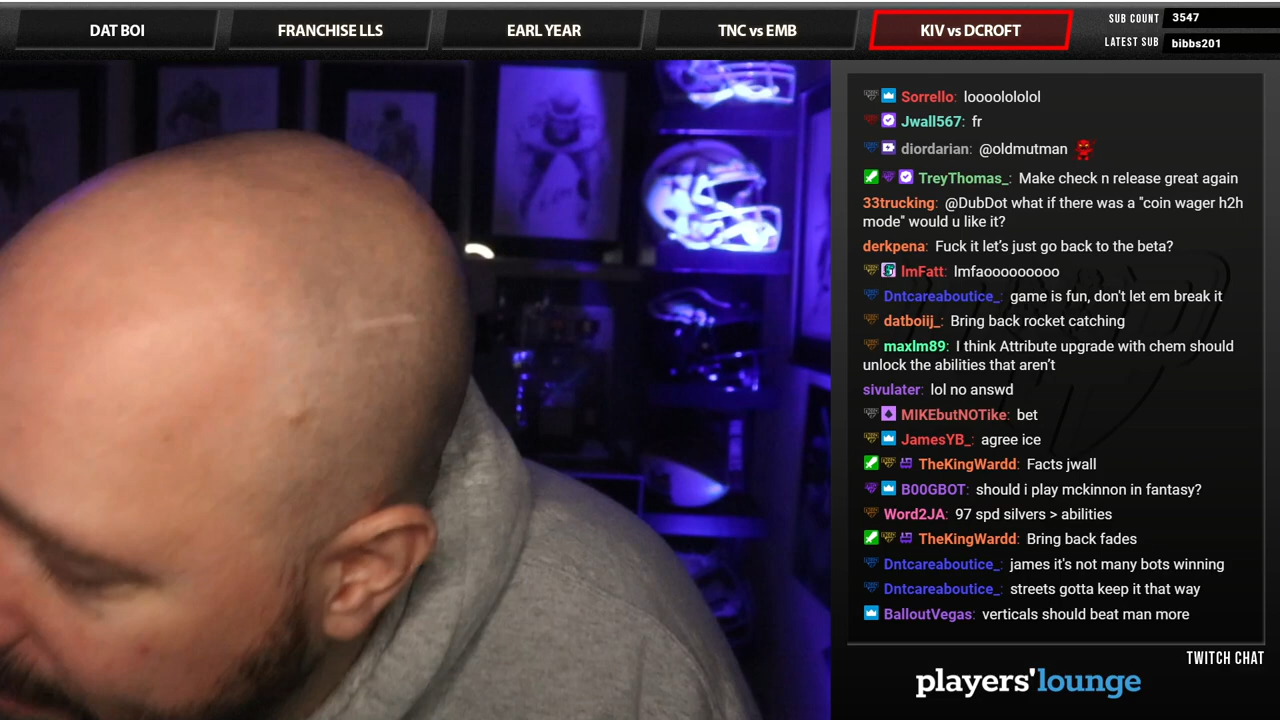 DAT BOI
FRANCHISE LLS
EARL YEAR
TNC vs EMB
KIV vs DCROFT
SUB COUNT 3547
LATEST SUB bibbs201
Sorrello: looolololol
Jwall567: fr
diordarian: @oldmutman
TreyThomas_: Make check n release great again
33trucking: @DubDot what if there was a "coin wager h2h
mode" would u like it?
derkpena: Fuck it let's just go back to the beta?
lmFatt: lmfaooooooooo
Dntcareaboutice_: game is fun, don't let em break it
datboiij_: Bring back rocket catching
maxlm89: I think Attribute upgrade with chem should
unlock the abilities that aren't
sivulater: lol no answd
MIKEbutNOTike: bet
JamesYB_: agree ice
TheKingWardd: Facts jwall
B00GBOT: should i play mckinnon in fantasy?
Word2JA: 97 spd silvers > abilities
TheKingWardd: Bring back fades
Dntcareaboutice_: james it's not many bots winning
Dntcareaboutice_: streets gotta keep it that way
BalloutVegas: verticals should beat man more
TWITCH CHAT
players'lounge